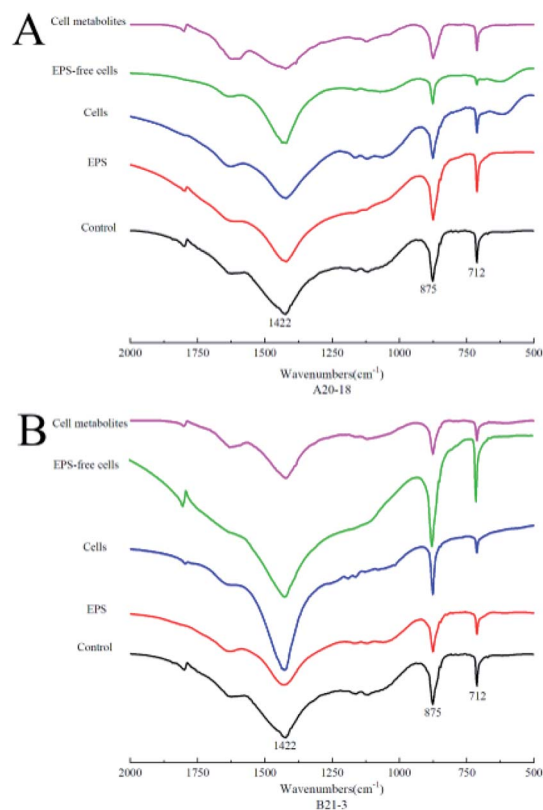 A
Cell metabolites
EPS-free cells
Cells
EPS
Control
1422
875
712
2000 1750 1500 1250 1000 750 500
Wavenumbers(cm-1)
A20-18
B
Cell metabolites
EPS-free cells
Cells
EPS
Control
1422
875
712
2000 1750 1500 1250 1000 750 500
Wavenumbers(cm-1)
B21-3